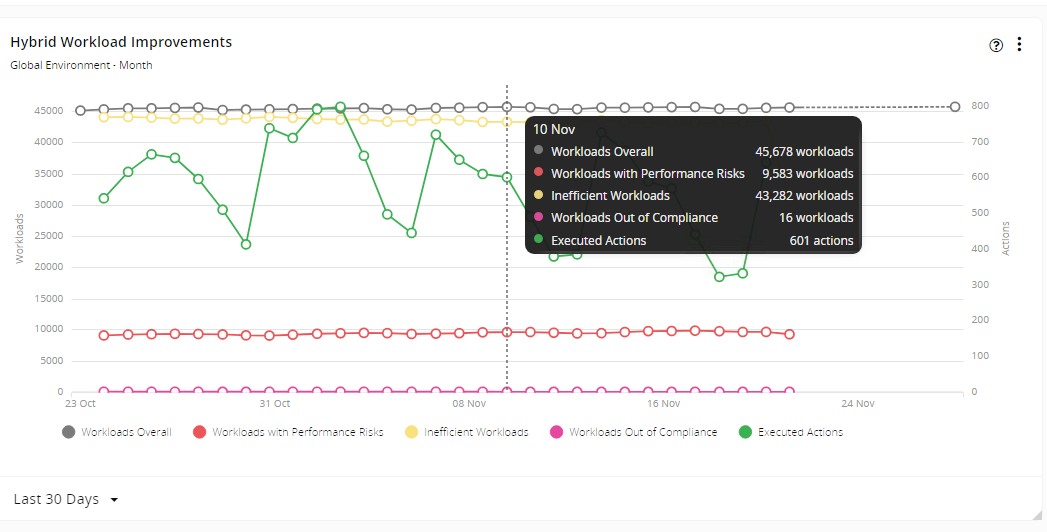 Hybrid Workload Improvements
Global Environment - Month
?
Workloads
45000
40000
35000
30000
25000
20000
15000
10000
5000
0
Actions
800
700
600
500
400
300
200
100
0
10 Nov
Workloads Overall 45,678 workloads
Workloads with Performance Risks 9,583 workloads
Inefficient Workloads 43,282 workloads
Workloads Out of Compliance 16 workloads
Executed Actions 601 actions
23 Oct 31 Oct 08 Nov 16 Nov 24 Nov
Workloads Overall Workloads with Performance Risks Inefficient Workloads Workloads Out of Compliance Executed Actions
Last 30 Days